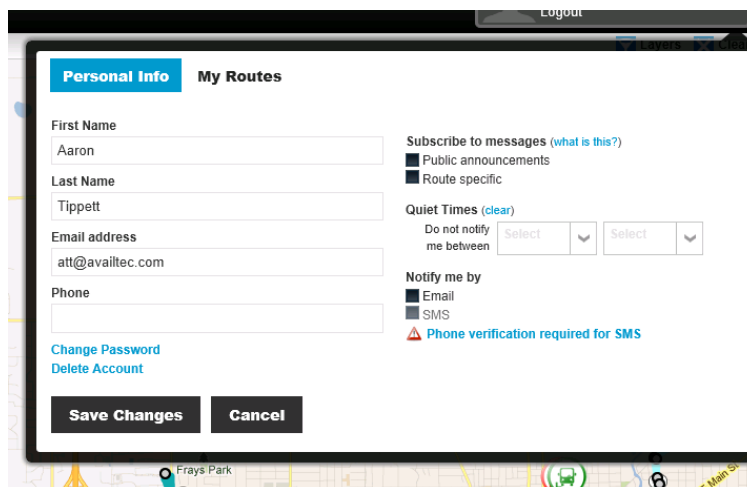 Logout
Layers Clea
Personal Info My Routes
First Name
Aaron
Last Name
Tippett
Email address
att@availtec.com
Phone
Change Password
Delete Account
Save Changes Cancel
Subscribe to messages (what is this?)
Public announcements
Route specific
Quiet Times (clear)
Do not notify
me between
Select Select
Notify me by
Email
SMS
Phone verification required for SMS
Frays Park
Main St